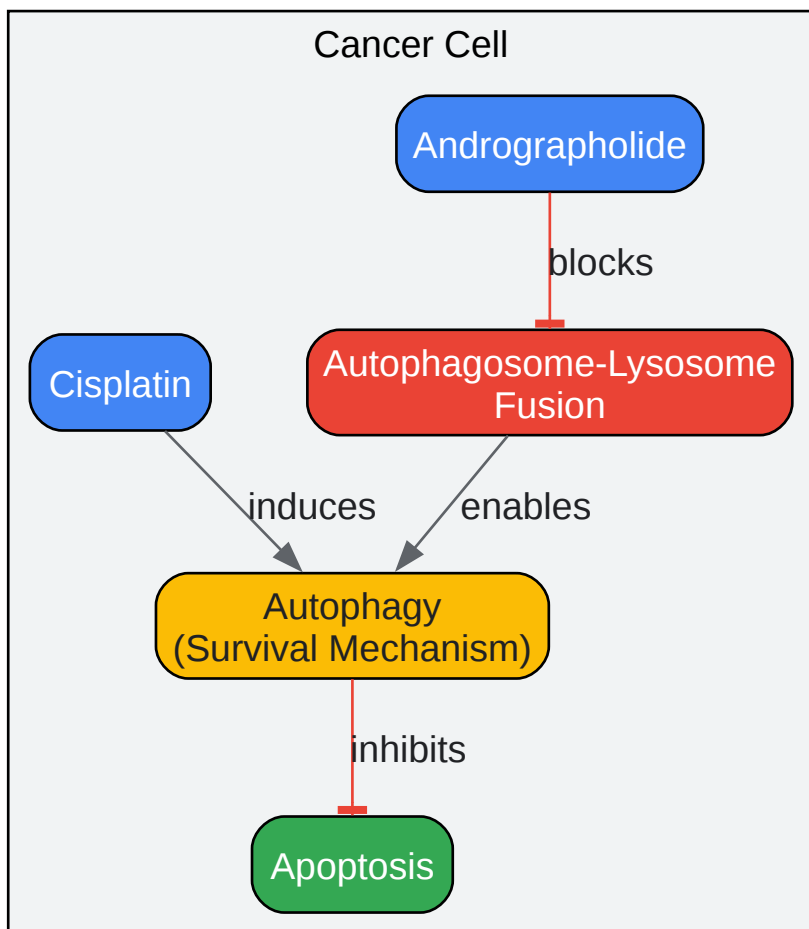 Cancer Cell
Andrographolide
blocks
Autophagosome-Lysosome
Fusion
Cisplatin
induces
enables
Autophagy
(Survival Mechanism)
inhibits
Apoptosis